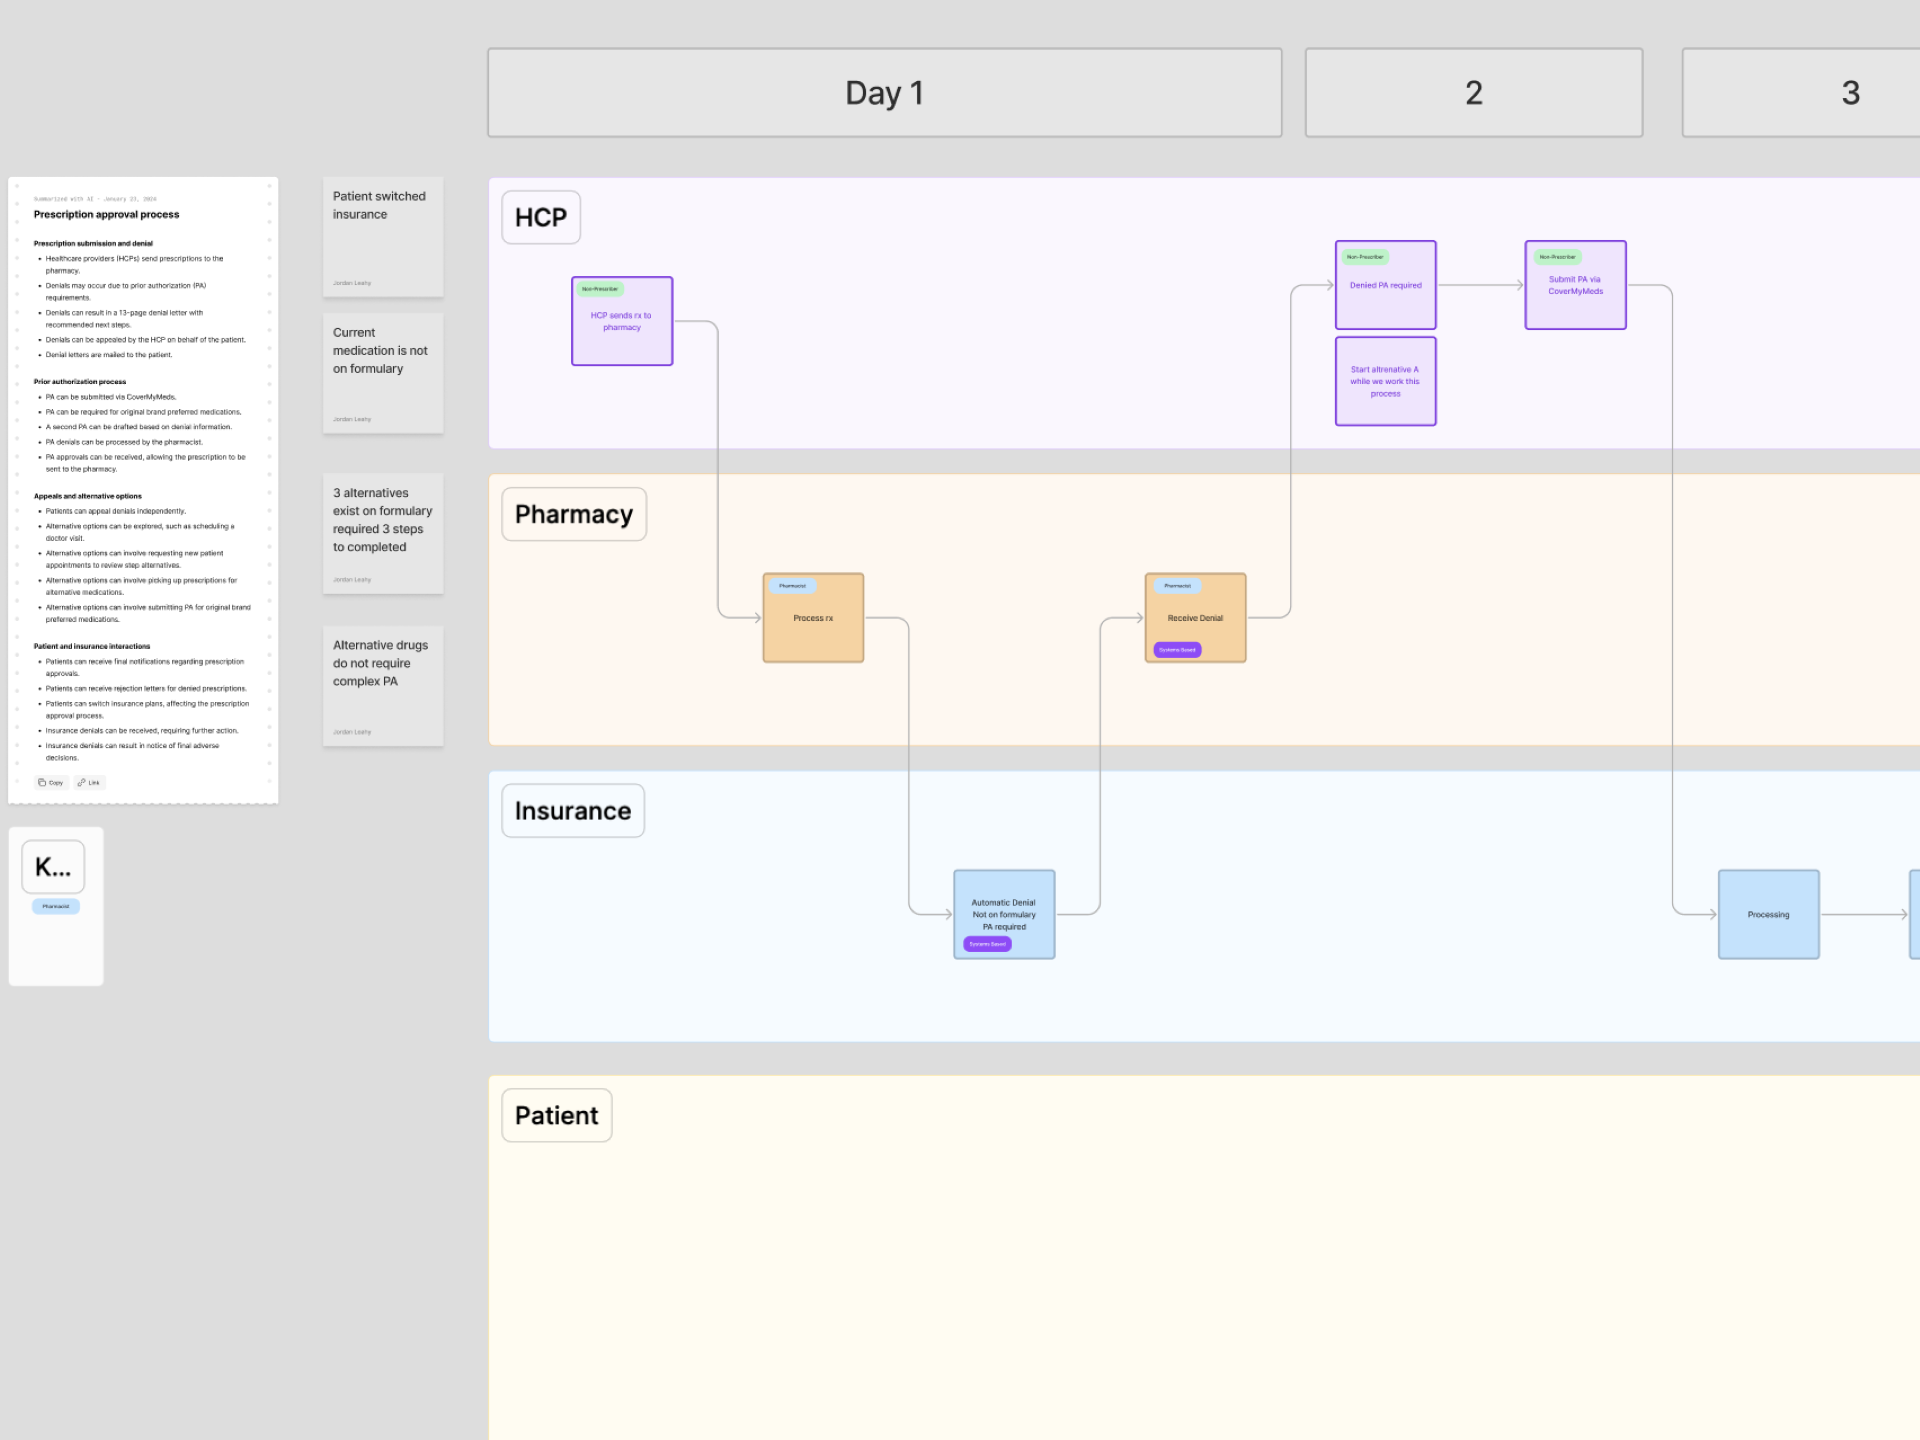 Day 1
2
3
Summarized with AI - January 23, 2024
Prescription approval process
Prescription submission and denial
• Healthcare providers (HCPs) send prescriptions to the
pharmacy.
• Denials may occur due to prior authorization (PA)
requirements.
• Denials can result in a 13-page denial letter with
recommended next steps.
• Denials can be appealed by the HCP on behalf of the patient.
• Denial letters are mailed to the patient.
Prior authorization process
• PA can be submitted via CoverMyMeds.
• PA can be required for original brand preferred medications.
• A second PA can be drafted based on denial information.
• PA denials can be processed by the pharmacist.
• PA approvals can be received, allowing the prescription to be
sent to the pharmacy.
Appeals and alternative options
• Patients can appeal denials independently.
• Alternative options can be explored, such as scheduling a
doctor visit.
• Alternative options can involve requesting new patient
appointments to review step alternatives.
• Alternative options can involve picking up prescriptions for
alternative medications.
• Alternative options can involve submitting PA for original brand
preferred medications.
Patient and insurance interactions
• Patients can receive final notifications regarding prescription
approvals.
• Patients can receive rejection letters for denied prescriptions.
• Patients can switch insurance plans, affecting the prescription
approval process.
• Insurance denials can be received, requiring further action.
• Insurance denials can result in notice of final adverse
decisions.
Copy
Link
K...
Pharmacist
Patient switched
insurance
Jordan Leahy
Current
medication is not
on formulary
Jordan Leahy
3 alternatives
exist on formulary
required 3 steps
to completed
Jordan Leahy
Alternative drugs
do not require
complex PA
Jordan Leahy
HCP
Non-Prescriber
HCP sends rx to
pharmacy
Non-Prescriber
Denied PA required
Non-Prescriber
Submit PA via
CoverMyMeds
Start altrenative A
while we work this
process
Pharmacy
Pharmacist
Process rx
Pharmacist
Receive Denial
Systems Based
Insurance
Automatic Denial
Not on formulary
PA required
Systems Based
Processing
Patient